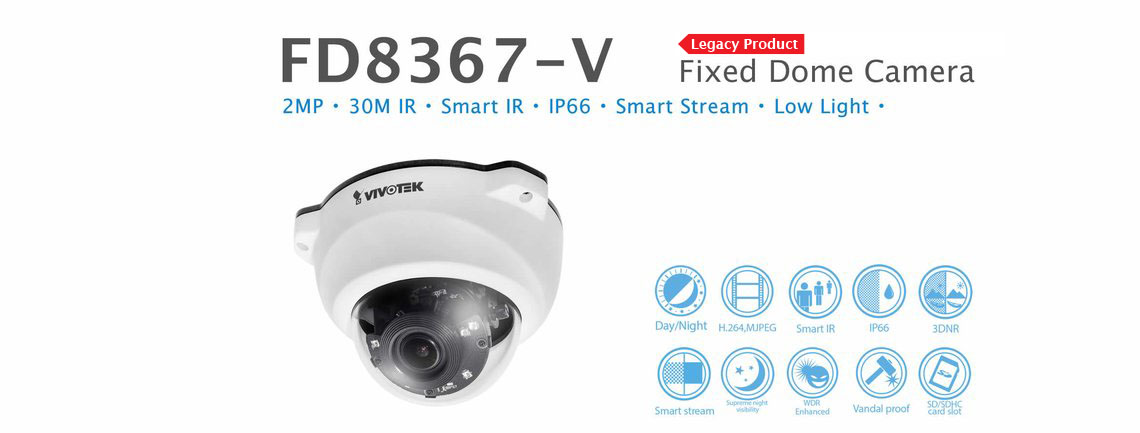 FD8367-V
Legacy Product
Fixed Dome Camera
2MP • 30M IR • Smart IR • IP66 • Smart Stream • Low Light •
VIVOTEK
Day/Night
H.264,MJPEG
Smart IR
IP66
3DNR
Smart stream
Supreme night
visibility
WDR
Enhanced
Vandal proof
SD/SDHC
card slot